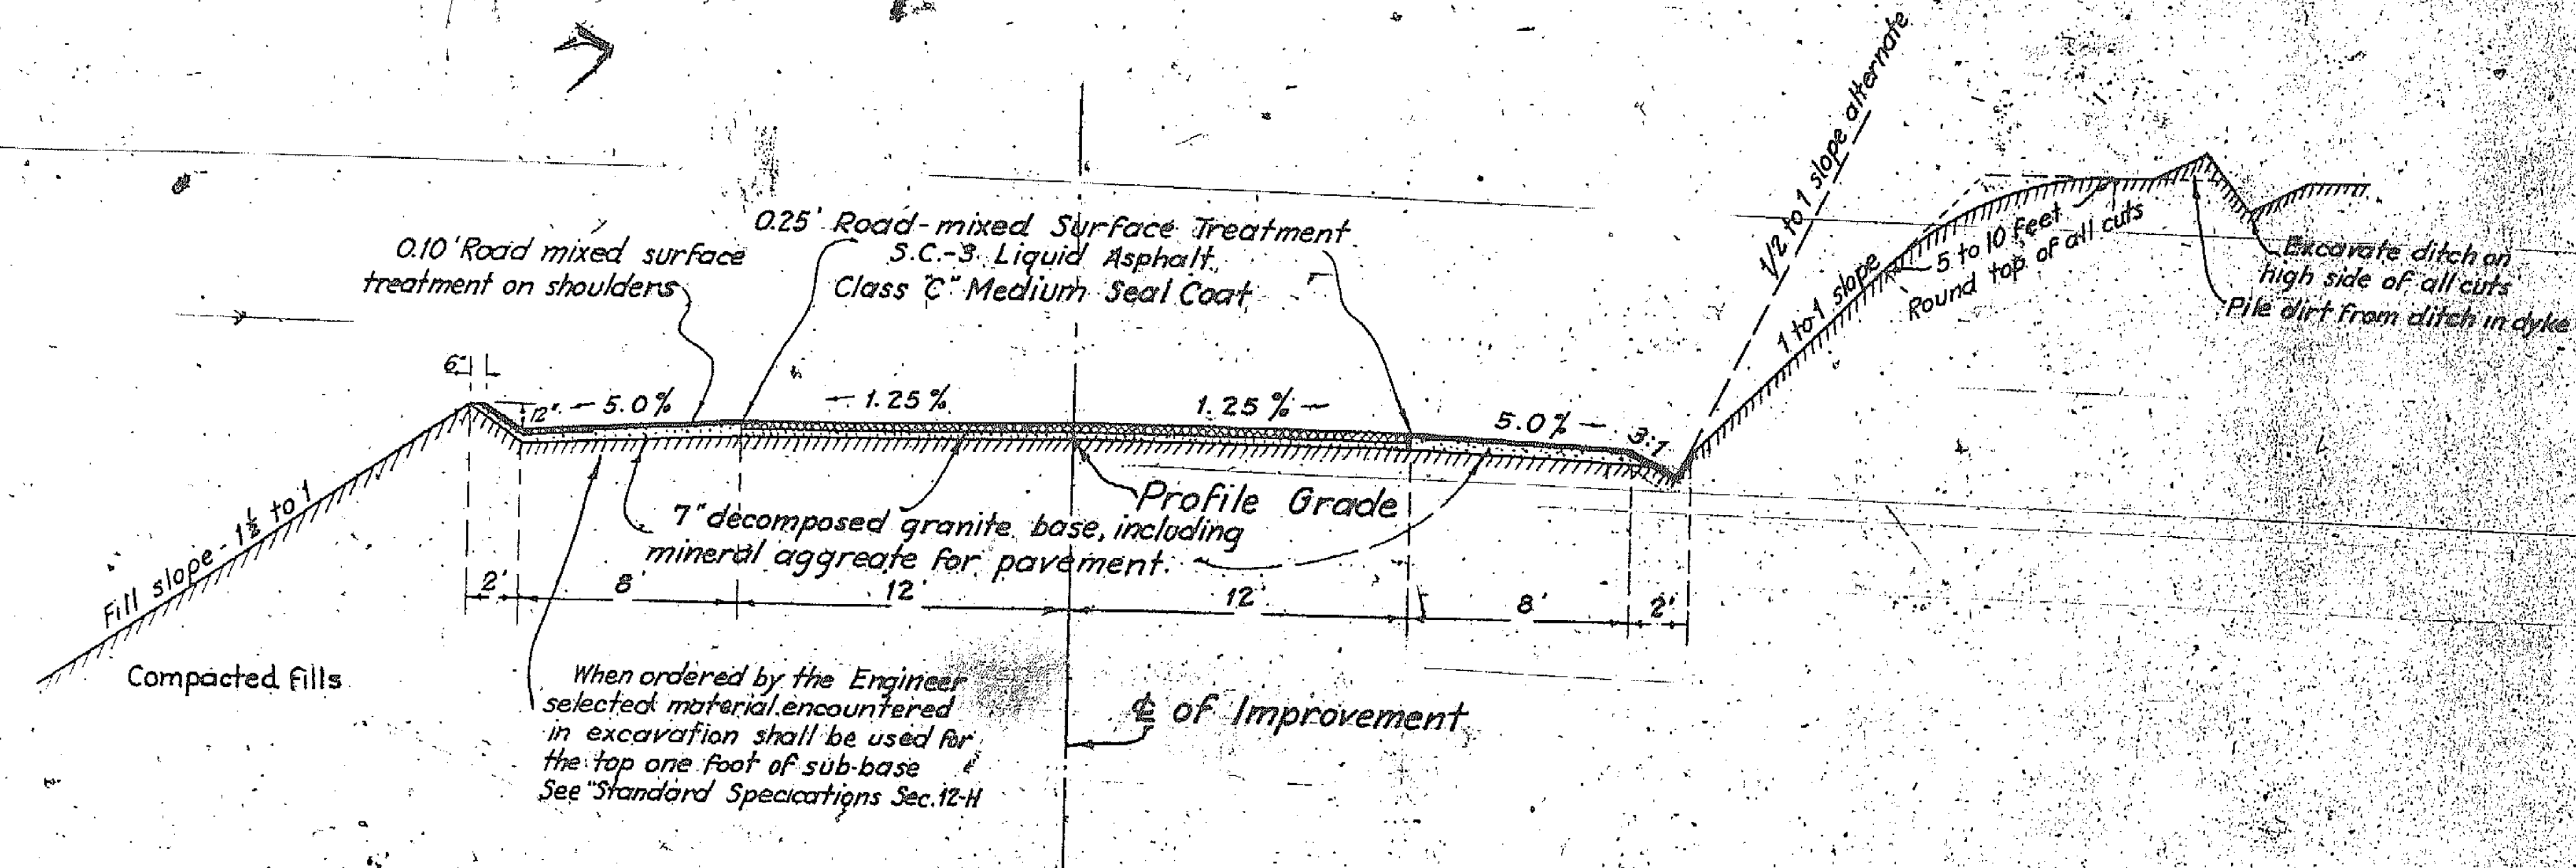 1/2 to 1 slope alternate
0.25' Road-mixed Surface Treatment
S.C.-3 Liquid Asphalt,
Class "C" Medium Seal Coat
0.10' Road mixed surface
treatment on shoulders
5 to 10 feet
Round top of all cuts
1 to 1 slope
Excavate ditch on
high side of all cuts
Pile dirt from ditch in dyke
6"
12"
5.0%
1.25%
1.25%
5.0%
3:1
Profile Grade
7" decomposed granite base, including
mineral aggreate for pavement.
Fill slope - 1½ to 1
2'
8'
12'
12'
8'
2'
Compacted fills
When ordered by the Engineer
selected material encountered
in excavation shall be used for
the top one foot of sub-base
See "Standard Specications Sec. 12-H
℄ of Improvement